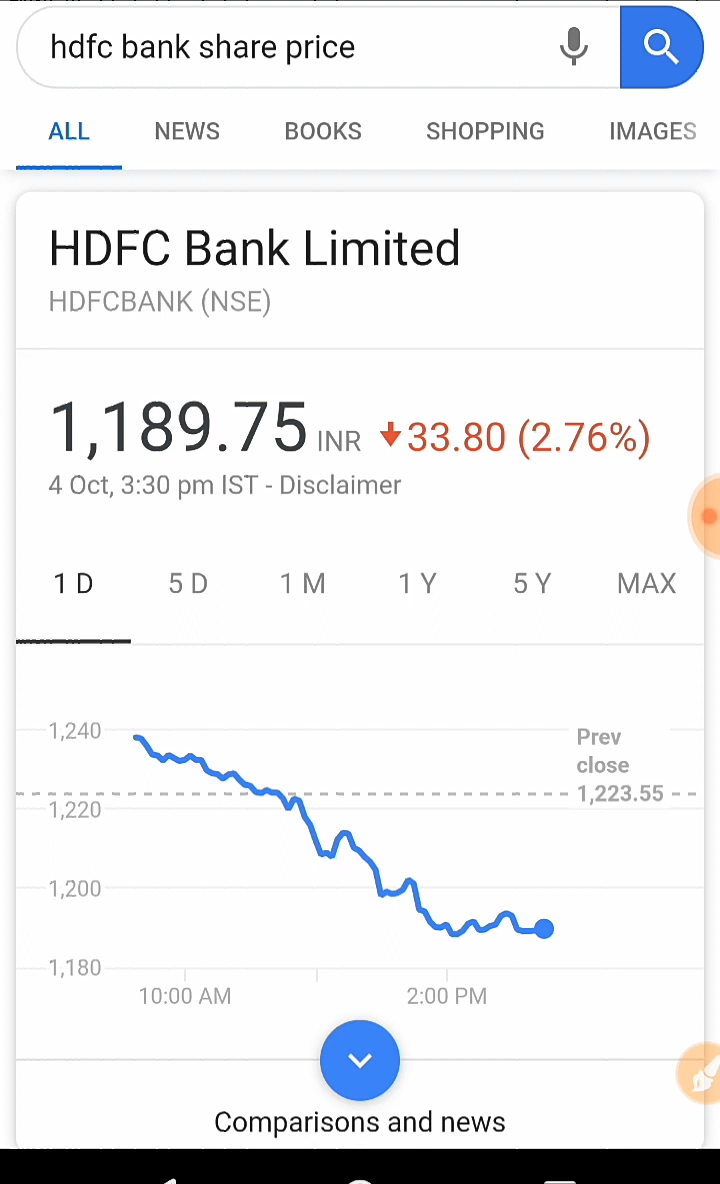 hdfc bank share price
ALL NEWS BOOKS SHOPPING IMAGES
HDFC Bank Limited
HDFCBANK (NSE)
1,189.75 INR 33.80 (2.76%)
4 Oct, 3:30 pm IST - Disclaimer
1 D 5 D 1 M 1 Y 5 Y MAX
1,240
Prev
close
1,223.55
1,220
1,200
1,180
10:00 AM 2:00 PM
Comparisons and news